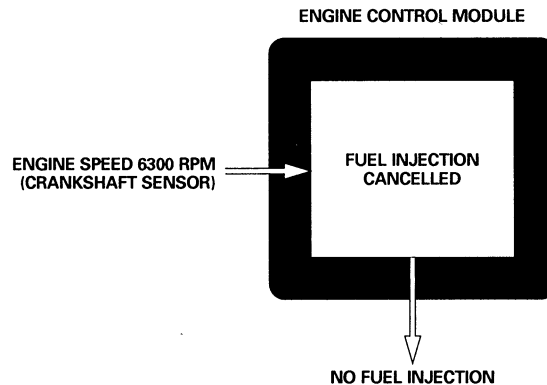 ENGINE CONTROL MODULE
ENGINE SPEED 6300 RPM
(CRANKSHAFT SENSOR)
FUEL INJECTION
CANCELLED
NO FUEL INJECTION